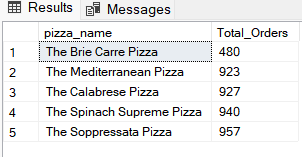 Results Messages
pizza_name Total_Orders
1 The Brie Carre Pizza 480
2 The Mediterranean Pizza 923
3 The Calabrese Pizza 927
4 The Spinach Supreme Pizza 940
5 The Soppressata Pizza 957